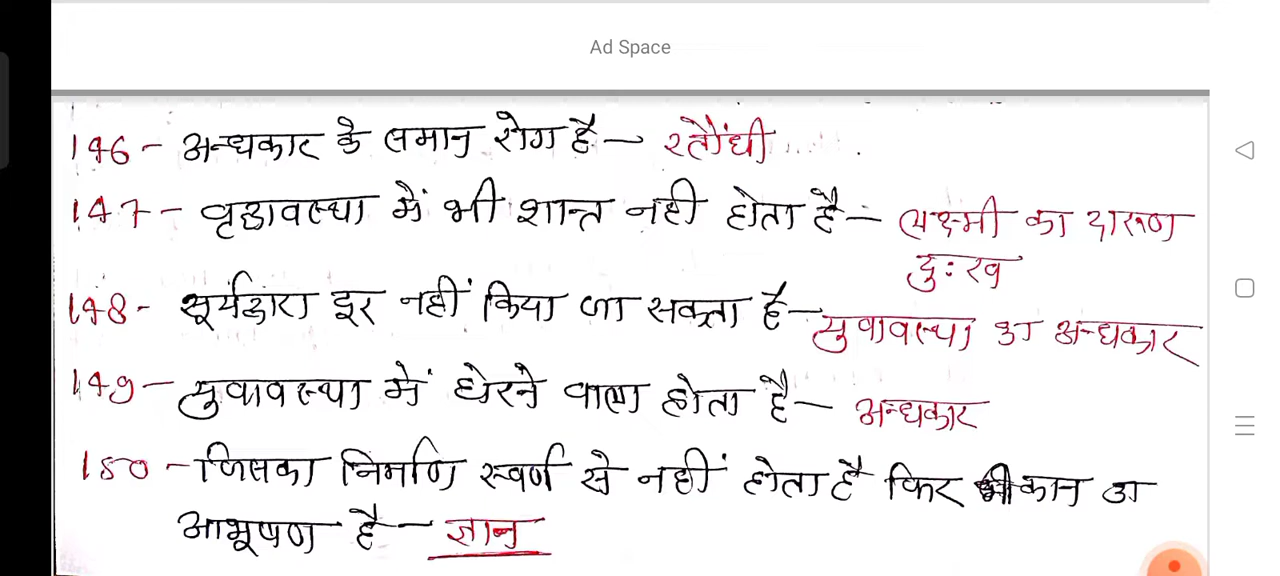 Ad Space
146 - अन्धकार के समान रोग है - रतौंधी
147 - वृद्धावस्था में भी शान्त नही होता है - लक्ष्मी का दारुण
दुःख
148 - सूर्यद्वारा दूर नहीं किया जा सकता है - युवावस्था का अन्धकार
149 - युवावस्था में घेरने वाला होता है - अन्धकार
150 - जिसका निर्माण स्वर्ण से नहीं होता है फिर भी कान का
आभूषण है - ज्ञान